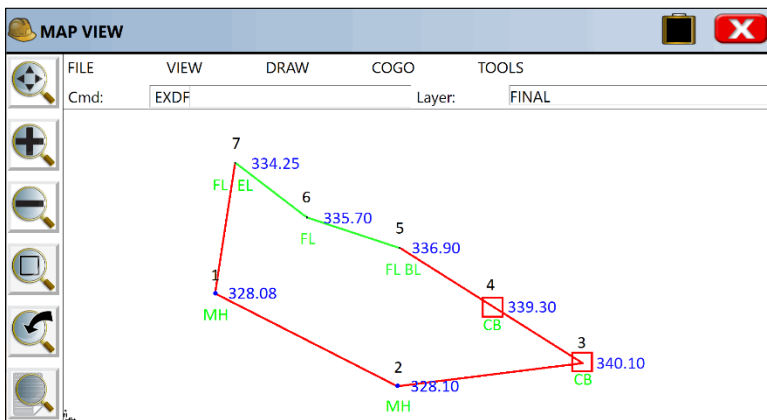 MAP VIEW
FILE VIEW DRAW COGO TOOLS
Cmd: EXDF Layer: FINAL
7
334.25
FL EL
6
335.70
FL
5
336.90
FL BL
4
339.30
CB
3
340.10
CB
1
328.08
MH
2
328.10
MH